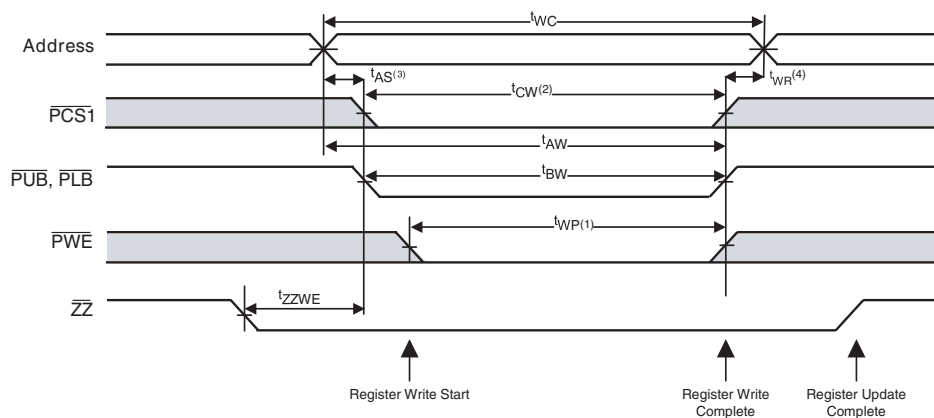 tWC
Address
tAS(3)
tWR(4)
tCW(2)
PCS1
tAW
PUB, PLB
tBW
tWP(1)
PWE
tZZWE
ZZ
Register Write Start
Register Write
Complete
Register Update
Complete